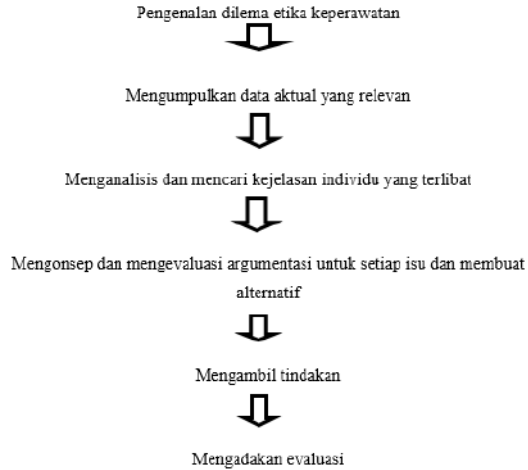 Pengenalan dilema etika keperawatan
Mengumpulkan data aktual yang relevan
Menganalisis dan mencari kejelasan individu yang terlibat
Mengonsep dan mengevaluasi argumentasi untuk setiap isu dan membuat
alternatif
Mengambil tindakan
Mengadakan evaluasi